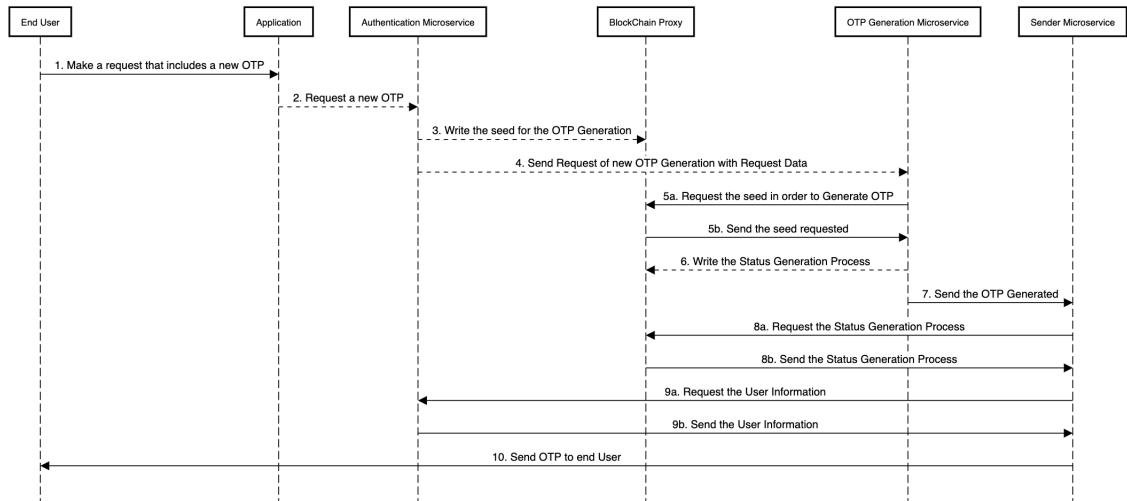 End User
Application
Authentication Microservice
BlockChain Proxy
OTP Generation Microservice
Sender Microservice
1. Make a request that includes a new OTP
2. Request a new OTP
3. Write the seed for the OTP Generation
4. Send Request of new OTP Generation with Request Data
5a. Request the seed in order to Generate OTP
5b. Send the seed requested
6. Write the Status Generation Process
7. Send the OTP Generated
8a. Request the Status Generation Process
8b. Send the Status Generation Process
9a. Request the User Information
9b. Send the User Information
10. Send OTP to end User